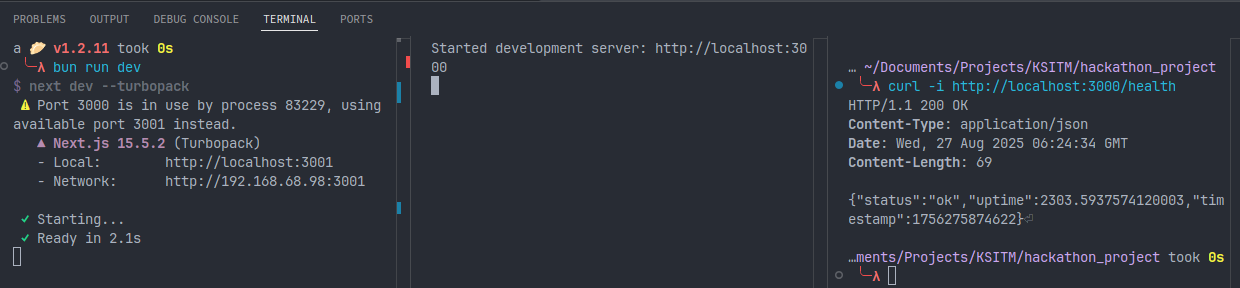 PROBLEMS OUTPUT DEBUG CONSOLE TERMINAL PORTS
a 🥟 v1.2.11 took 0s
λ bun run dev
$ next dev --turbopack
⚠ Port 3000 is in use by process 83229, using
available port 3001 instead.
▲ Next.js 15.5.2 (Turbopack)
- Local: http://localhost:3001
- Network: http://192.168.68.98:3001
✓ Starting...
✓ Ready in 2.1s
Started development server: http://localhost:30
00
… ~/Documents/Projects/KSITM/hackathon_project
λ curl -i http://localhost:3000/health
HTTP/1.1 200 OK
Content-Type: application/json
Date: Wed, 27 Aug 2025 06:24:34 GMT
Content-Length: 69
{"status":"ok","uptime":2303.5937574120003,"tim
estamp":1756275874622}⏎
…ments/Projects/KSITM/hackathon_project took 0s
λ